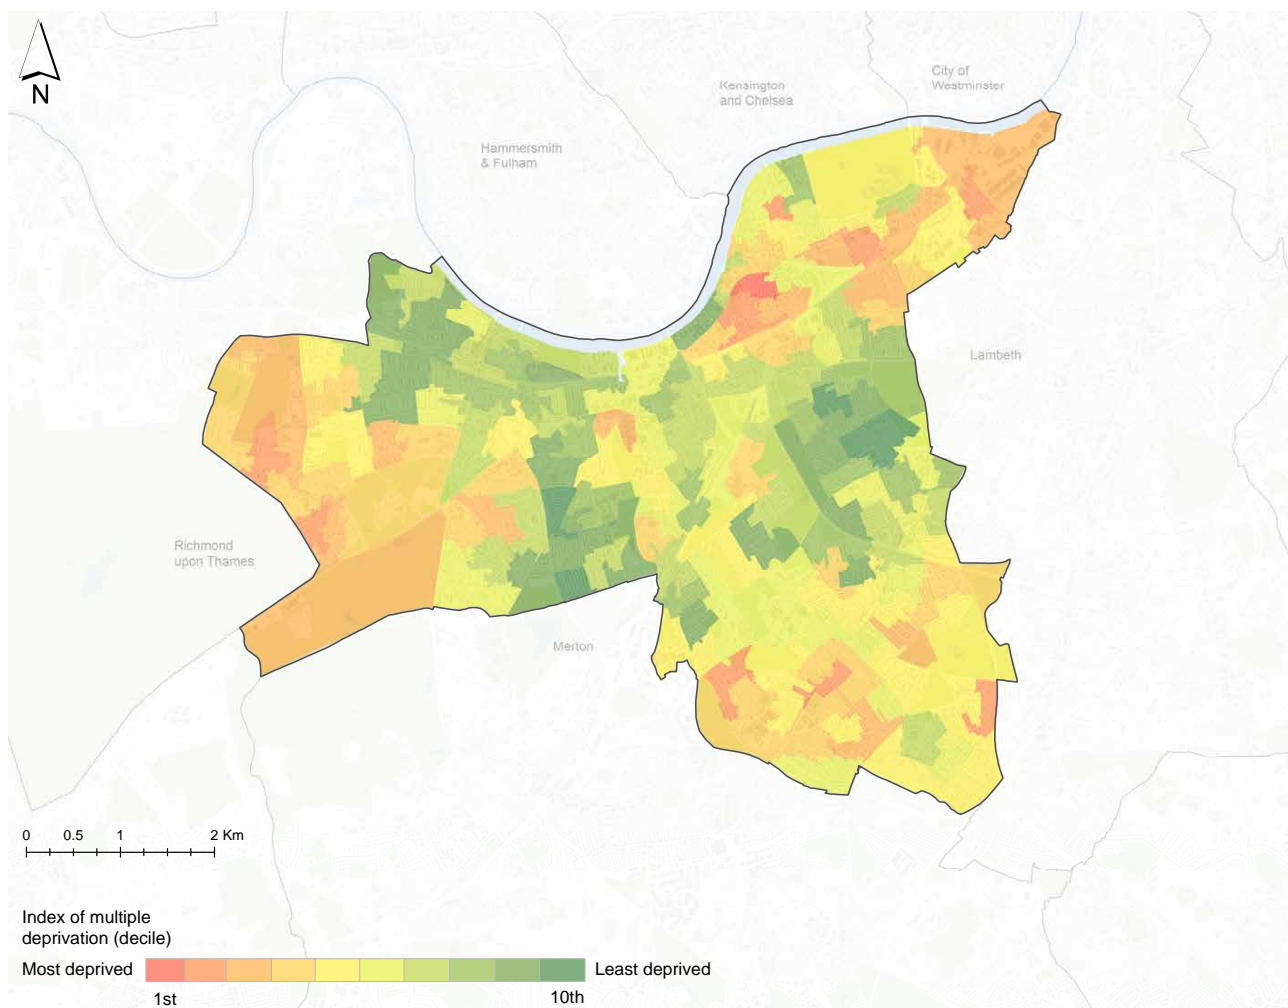 N
Kensington
and Chelsea
City of
Westminster
Hammersmith
& Fulham
Lambeth
Richmond
upon Thames
Merton
0 0.5 1 2 Km
Index of multiple
deprivation (decile)
Most deprived Least deprived
1st 10th